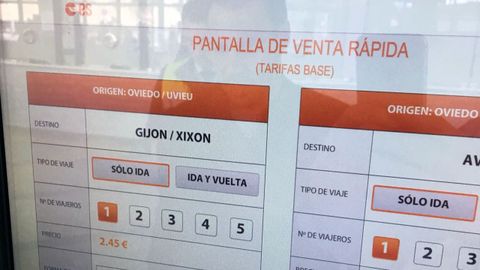 PANTALLA DE VENTA RÁPIDA
(TARIFAS BASE)
ORIGEN: OVIEDO / UVIEU
DESTINO
GIJON / XIXON
TIPO DE VIAJE
SÓLO IDA
IDA Y VUELTA
Nº DE VIAJEROS
1 2 3 4 5
PRECIO
2.45 €
ORIGEN: OVIEDO
DESTINO
AV
TIPO DE VIAJE
SÓLO IDA
Nº DE VIAJEROS
1 2 3
PRECIO